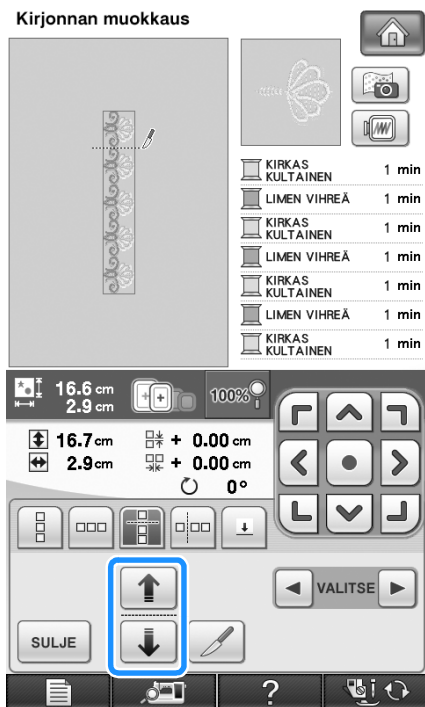 Kirjonnan muokkaus
KIRKAS
KULTAINEN
1 min
LIMEN VIHREÄ 1 min
KIRKAS
KULTAINEN
1 min
LIMEN VIHREÄ 1 min
KIRKAS
KULTAINEN
1 min
LIMEN VIHREÄ 1 min
KIRKAS
KULTAINEN
1 min
16.6 cm
2.9 cm
100%
16.7 cm
+ 0.00 cm
2.9 cm
+ 0.00 cm
0°
VALITSE
SULJE
?